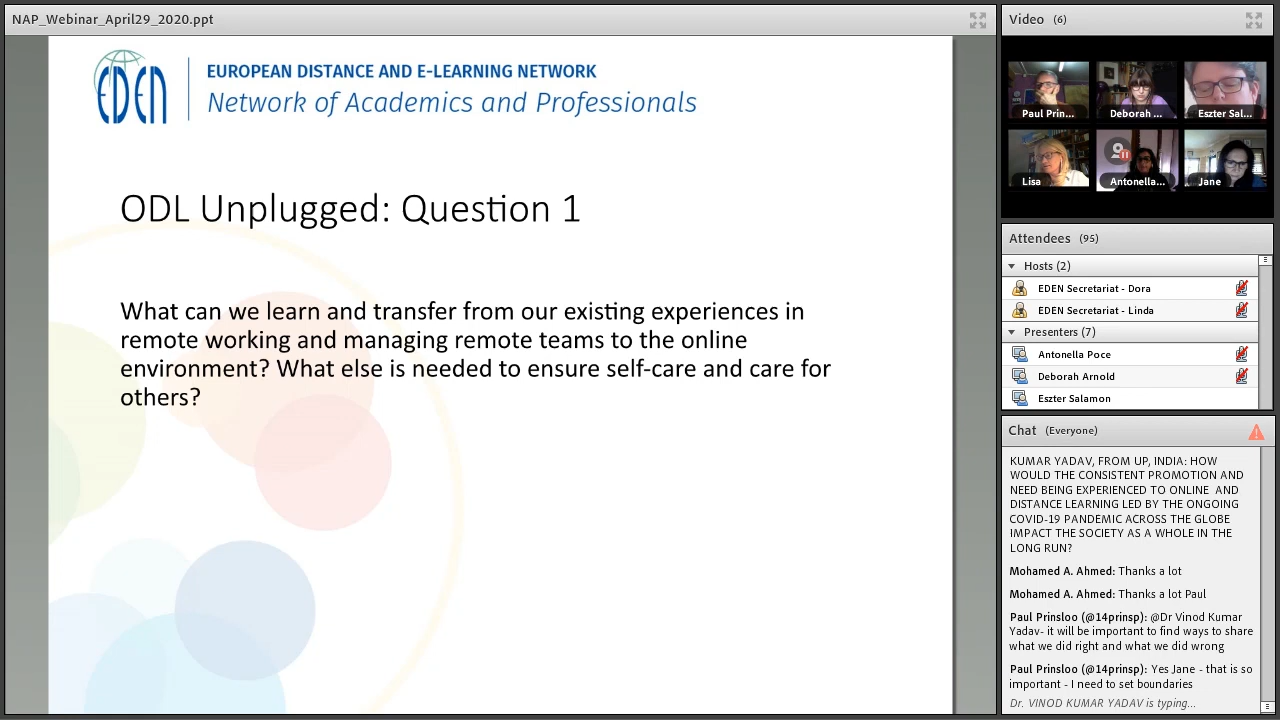 NAP_Webinar_April29_2020.ppt
EDEN
EUROPEAN DISTANCE AND E-LEARNING NETWORK
Network of Academics and Professionals
ODL Unplugged: Question 1
What can we learn and transfer from our existing experiences in
remote working and managing remote teams to the online
environment? What else is needed to ensure self-care and care for
others?
Video (6)
Paul Prin...
Deborah ...
Eszter Sal...
Lisa
Antonella...
Jane
Attendees (95)
Hosts (2)
EDEN Secretariat - Dora
EDEN Secretariat - Linda
Presenters (7)
Antonella Poce
Deborah Arnold
Eszter Salamon
Chat (Everyone)
KUMAR YADAV, FROM UP, INDIA: HOW
WOULD THE CONSISTENT PROMOTION AND
NEED BEING EXPERIENCED TO ONLINE AND
DISTANCE LEARNING LED BY THE ONGOING
COVID-19 PANDEMIC ACROSS THE GLOBE
IMPACT THE SOCIETY AS A WHOLE IN THE
LONG RUN?
Mohamed A. Ahmed: Thanks a lot
Mohamed A. Ahmed: Thanks a lot Paul
Paul Prinsloo (@14prinsp): @Dr Vinod Kumar
Yadav- it will be important to find ways to share
what we did right and what we did wrong
Paul Prinsloo (@14prinsp): Yes Jane - that is so
important - I need to set boundaries
Dr. VINOD KUMAR YADAV is typing...